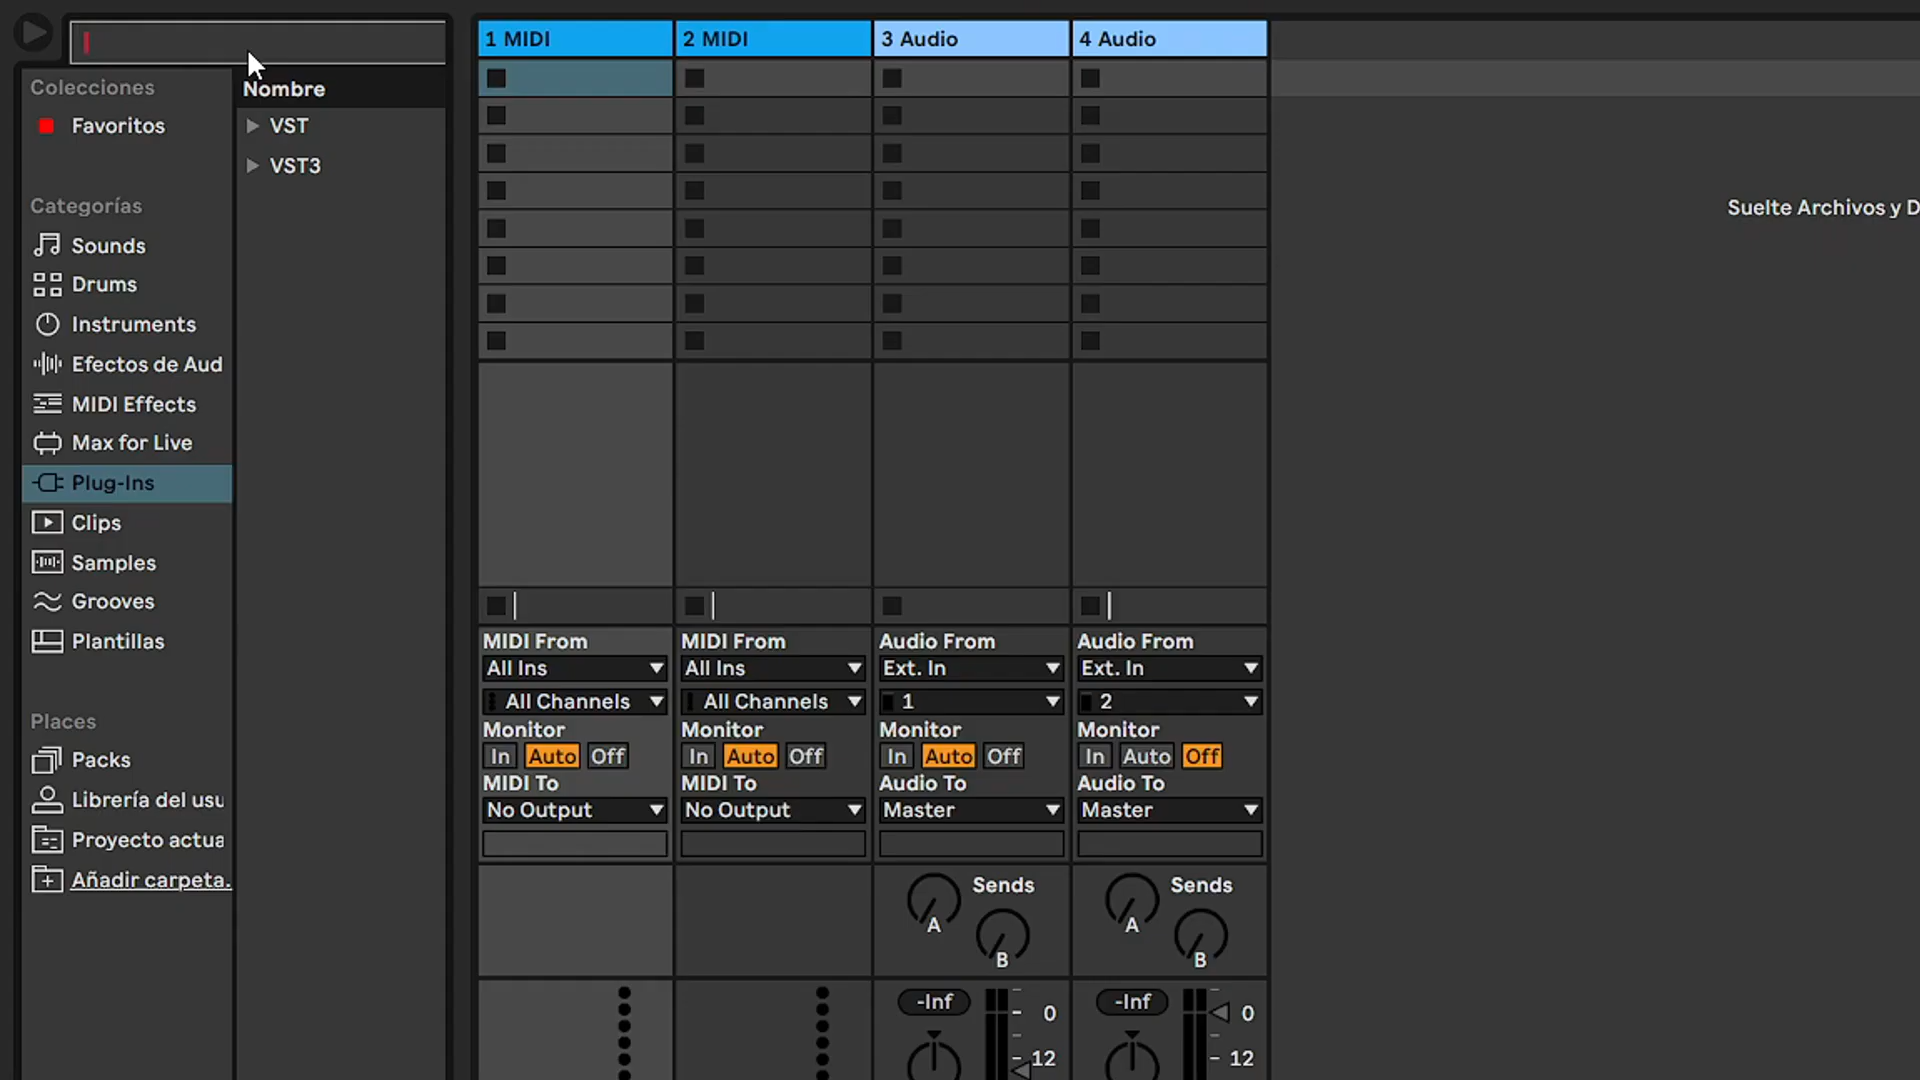 1 MIDI
2 MIDI
3 Audio
4 Audio
Colecciones
Favoritos
Nombre
VST
VST3
Categorías
Sounds
Drums
Instruments
Efectos de Aud
MIDI Effects
Max for Live
Plug-Ins
Clips
Samples
Grooves
Plantillas
Places
Packs
Librería del usu
Proyecto actua
Añadir carpeta.
Suelte Archivos y D
MIDI From
All Ins
All Channels
Monitor
In Auto Off
MIDI To
No Output
MIDI From
All Ins
All Channels
Monitor
In Auto Off
MIDI To
No Output
Audio From
Ext. In
1
Monitor
In Auto Off
Audio To
Master
Sends
A
B
-Inf
0
12
Audio From
Ext. In
2
Monitor
In Auto Off
Audio To
Master
Sends
A
B
-Inf
0
12